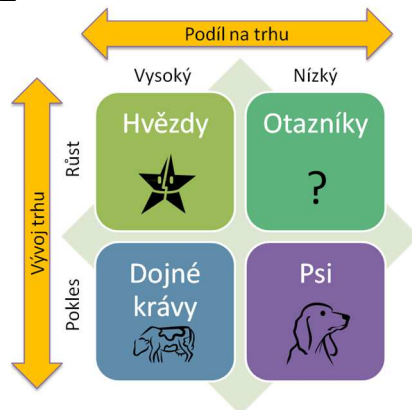 Podíl na trhu
Vysoký
Nízký
Vývoj trhu
Růst
Hvězdy
Otazníky
?
Pokles
Dojné
krávy
Psi